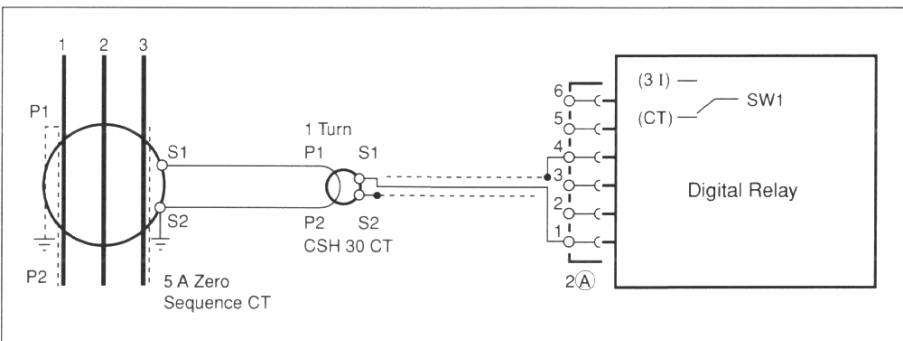 1 2 3
P1
S1
S2
P2
5 A Zero
Sequence CT
1 Turn
P1 S1
P2 S2
CSH 30 CT
6
5
4
3
2
1
2 A
(3 I)
(CT) SW1
Digital Relay